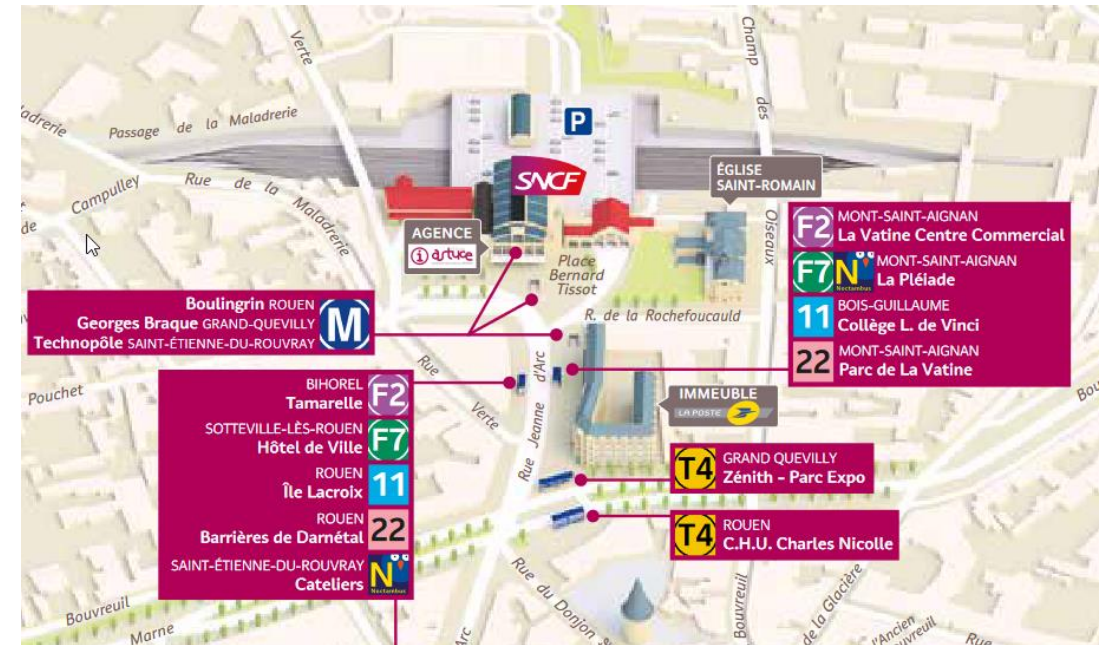 Verte
Champ
des
Oiseaux
adrerie
Passage de la Maladrerie
P
SNCF
ÉGLISE
SAINT-ROMAIN
Campulley
de
Rue de la
Maladrerie
AGENCE
i astuce
Place
Bernard
Tissot
F2 MONT-SAINT-AIGNAN
La Vatine Centre Commercial
F7 N MONT-SAINT-AIGNAN
Noctambus La Pléiade
11 BOIS-GUILLAUME
Collège L. de Vinci
22 MONT-SAINT-AIGNAN
Parc de La Vatine
Boulingrin ROUEN
Georges Braque GRAND-QUEVILLY
Technopôle SAINT-ÉTIENNE-DU-ROUVRAY
M
R. de la Rochefoucauld
Pouchet
Rue
Verte
Rue Jeanne d'Arc
IMMEUBLE
LA POSTE
Bou
BIHOREL
Tamarelle F2
SOTTEVILLE-LÈS-ROUEN
Hôtel de Ville F7
ROUEN
Île Lacroix 11
ROUEN
Barrières de Darnétal 22
SAINT-ÉTIENNE-DU-ROUVRAY
Cateliers N
Noctambus
T4 GRAND QUEVILLY
Zénith - Parc Expo
T4 ROUEN
C.H.U. Charles Nicolle
Bouvreuil
Marne
Arc
Rue du Donjon
Bouvreuil
de la Glacière
l'Ancien
ouvreuil
Rue